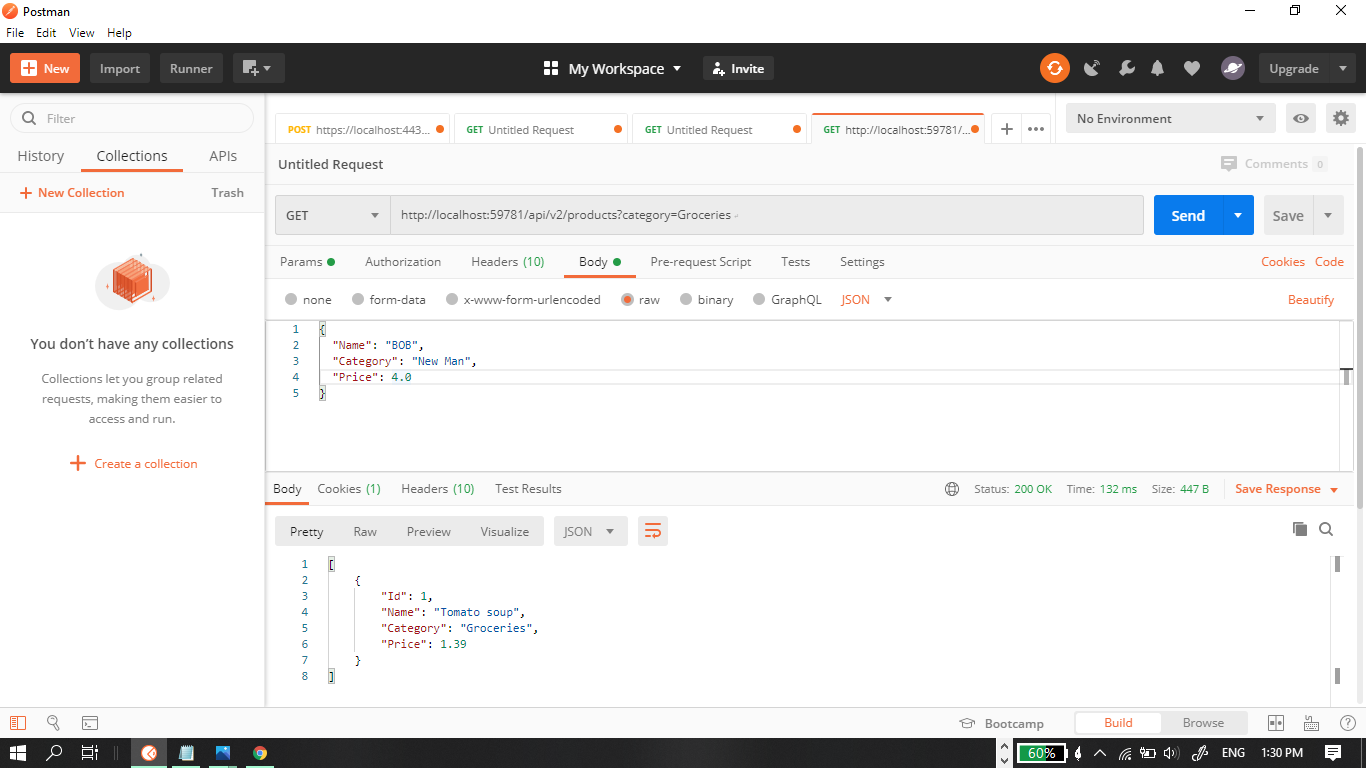 Postman
File Edit View Help
New Import Runner My Workspace Invite Upgrade
Filter
History Collections APIs
New Collection Trash
You don’t have any collections
Collections let you group related
requests, making them easier to
access and run.
Create a collection
POST https://localhost:443... GET Untitled Request GET Untitled Request GET http://localhost:59781/... No Environment
Untitled Request Comments 0
GET http://localhost:59781/api/v2/products?category=Groceries Send Save
Params Authorization Headers (10) Body Pre-request Script Tests Settings Cookies Code
none form-data x-www-form-urlencoded raw binary GraphQL JSON Beautify
1 {
2 "Name": "BOB",
3 "Category": "New Man",
4 "Price": 4.0
5 }
Body Cookies (1) Headers (10) Test Results Status: 200 OK Time: 132 ms Size: 447 B Save Response
Pretty Raw Preview Visualize JSON
1 [
2 {
3 "Id": 1,
4 "Name": "Tomato soup",
5 "Category": "Groceries",
6 "Price": 1.39
7 }
8 ]
Bootcamp Build Browse
60% ENG 1:30 PM